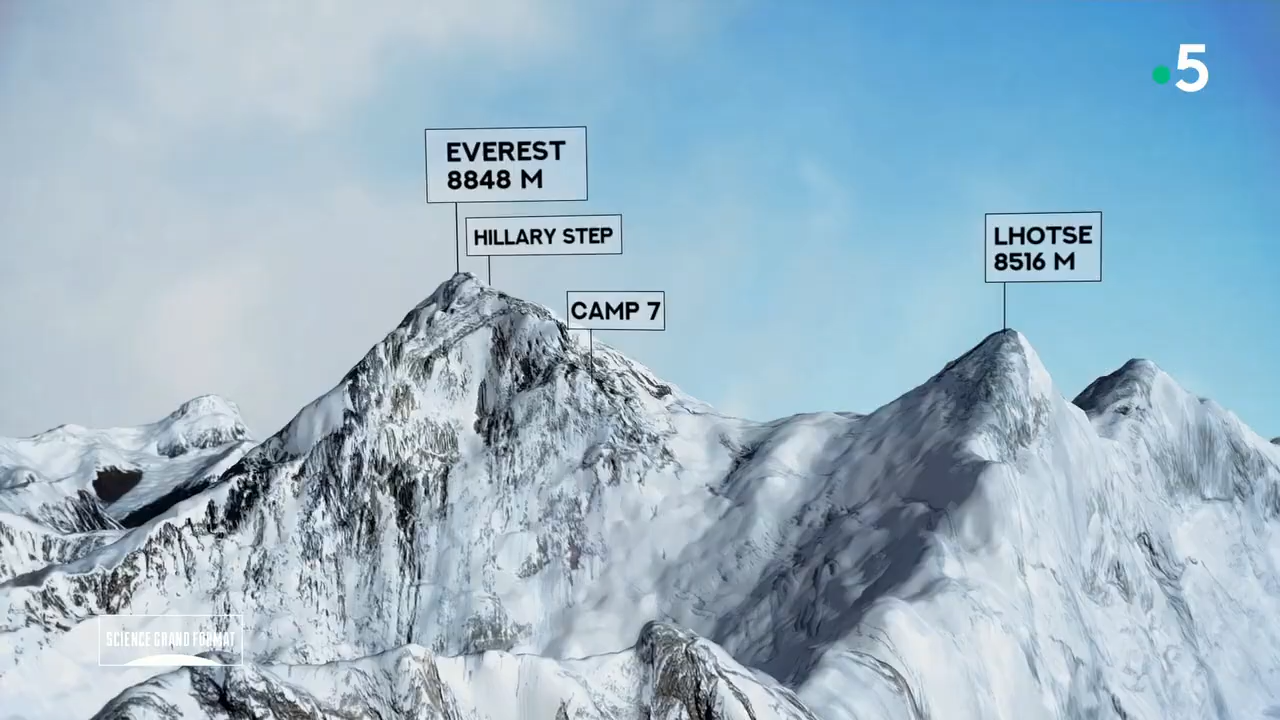 5
EVEREST
8848 M
HILLARY STEP
LHOTSE
8516 M
CAMP 7
SCIENCE GRAND FORMAT